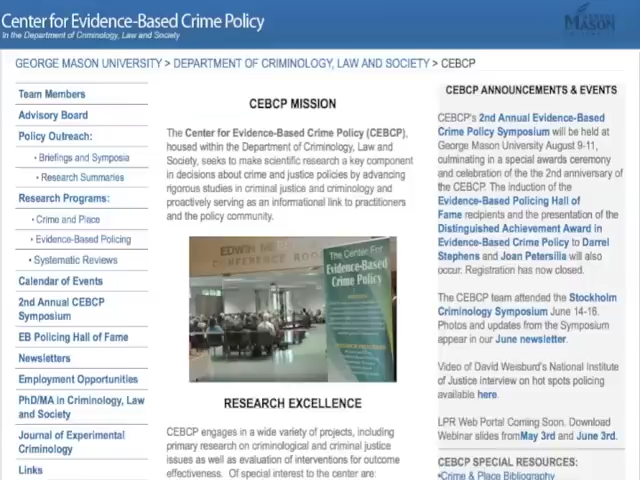 Center for Evidence-Based Crime Policy
In the Department of Criminology, Law and Society
MASON
GEORGE MASON UNIVERSITY > DEPARTMENT OF CRIMINOLOGY, LAW AND SOCIETY > CEBCP
Team Members
Advisory Board
Policy Outreach:
• Briefings and Symposia
• Research Summaries
Research Programs:
• Crime and Place
• Evidence-Based Policing
• Systematic Reviews
Calendar of Events
2nd Annual CEBCP
Symposium
EB Policing Hall of Fame
Newsletters
Employment Opportunities
PhD/MA in Criminology, Law
and Society
Journal of Experimental
Criminology
Links
CEBCP MISSION
The Center for Evidence-Based Crime Policy (CEBCP),
housed within the Department of Criminology, Law and
Society, seeks to make scientific research a key component
in decisions about crime and justice policies by advancing
rigorous studies in criminal justice and criminology and
proactively serving as an informational link to practitioners
and the policy community.
EDWIN
CONFERENCE ROOM
The Center For
Evidence-Based
Crime Policy
RESEARCH EXCELLENCE
CEBCP engages in a wide variety of projects, including
primary research on criminological and criminal justice
issues as well as evaluation of interventions for outcome
effectiveness. Of special interest to the center are:
CEBCP ANNOUNCEMENTS & EVENTS
CEBCP's 2nd Annual Evidence-Based
Crime Policy Symposium will be held at
George Mason University August 9-11,
culminating in a special awards ceremony
and celebration of the the 2nd anniversary of
the CEBCP. The induction of the
Evidence-Based Policing Hall of
Fame recipients and the presentation of the
Distinguished Achievement Award in
Evidence-Based Crime Policy to Darrel
Stephens and Joan Petersilia will also
occur. Registration has now closed.
The CEBCP team attended the Stockholm
Criminology Symposium June 14-16.
Photos and updates from the Symposium
appear in our June newsletter.
Video of David Weisburd's National Institute
of Justice interview on hot spots policing
available here.
LPR Web Portal Coming Soon. Download
Webinar slides fromMay 3rd and June 3rd.
CEBCP SPECIAL RESOURCES:
•Crime & Place Bibliography